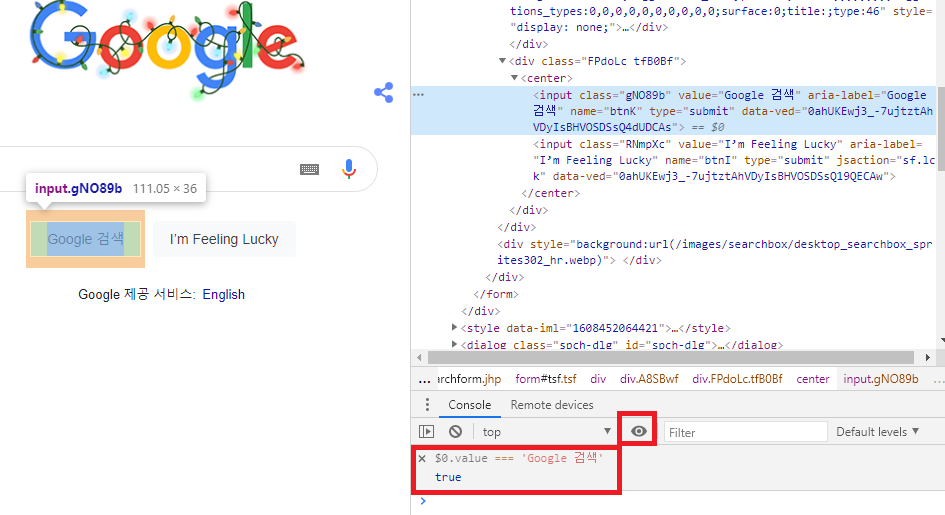 Google
input.gNO89b 111.05 × 36
Google 검색
I’m Feeling Lucky
Google 제공 서비스: English
tions_types:0,0,0,0,0,0,0,0,0,0;surface:0;title:;type:46" style=
"display: none;">…</div>
</div>
▼<div class="FPdoLc tfB0Bf">
▼<center>
<input class="gNO89b" value="Google 검색" aria-label="Google
검색" name="btnK" type="submit" data-ved="0ahUKEwj3_-7ujtztAh
VDyIsBHVOSDSsQ4dUDCAs"> == $0
<input class="RNmpXc" value="I’m Feeling Lucky" aria-label=
"I’m Feeling Lucky" name="btnI" type="submit" jsaction="sf.lc
k" data-ved="0ahUKEwj3_-7ujtztAhVDyIsBHVOSDSsQ19QECAw">
</center>
</div>
</div>
<div style="background:url(/images/searchbox/desktop_searchbox_spr
ites302_hr.webp)"> </div>
</div>
</form>
</div>
▶<style data-iml="1608452064421">…</style>
▶<dialog class="spch-dlg" id="spch-dlg">…</dialog>
... archform.jhp form#tsf.tsf div div.A8SBwf div.FPdoLc.tfB0Bf center input.gNO89b ...
Console Remote devices
top ▼ Filter Default levels ▼
× $0.value === 'Google 검색'
true
>